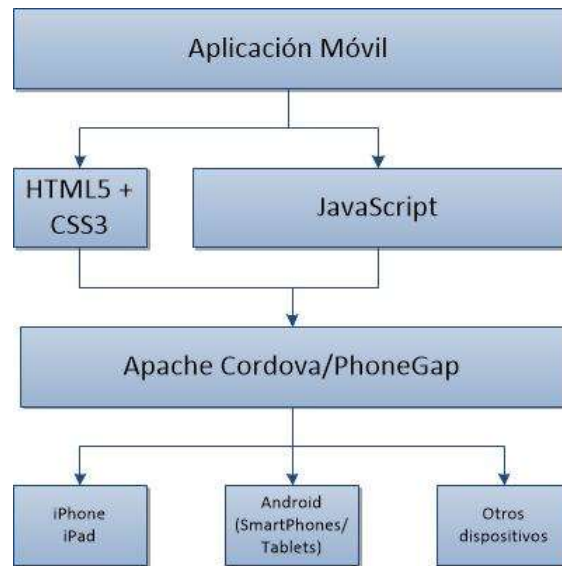 Aplicación Móvil
HTML5 +
CSS3
JavaScript
Apache Cordova/PhoneGap
iPhone
iPad
Android
(SmartPhones/
Tablets)
Otros
dispositivos